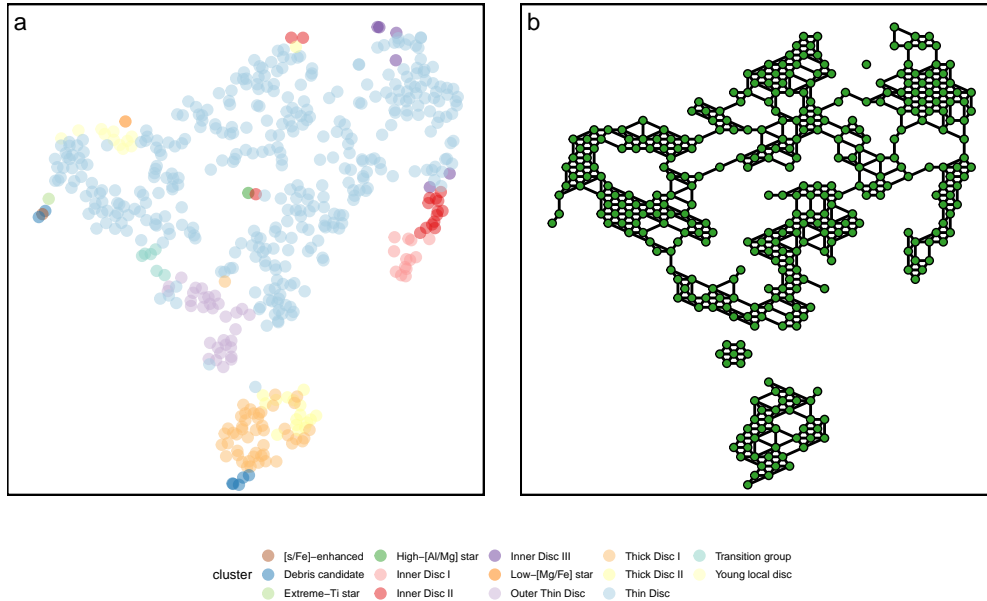 a
b
[s/Fe]−enhanced High−[Al/Mg] star Inner Disc III Thick Disc I Transition group
cluster Debris candidate Inner Disc I Low−[Mg/Fe] star Thick Disc II Young local disc
Extreme−Ti star Inner Disc II Outer Thin Disc Thin Disc